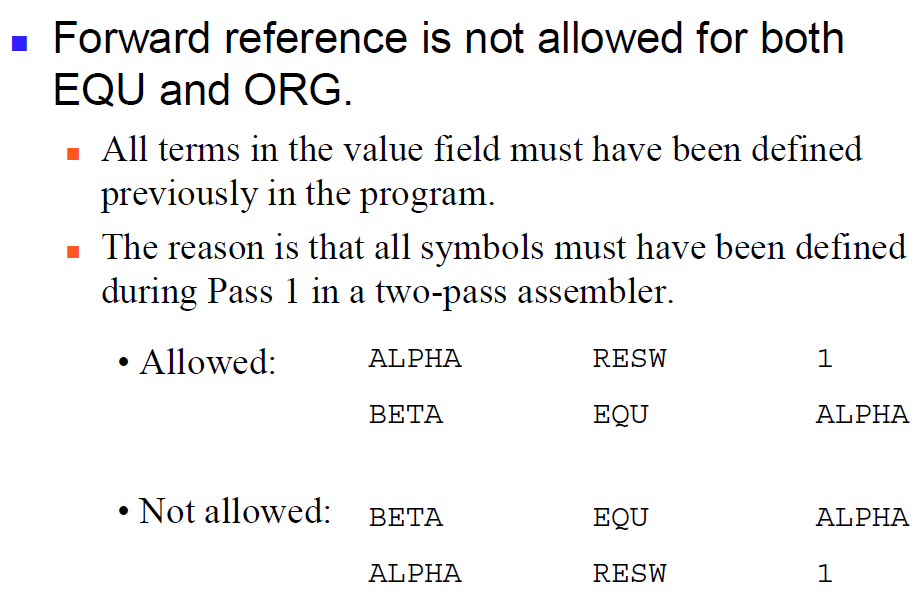 Forward reference is not allowed for both
EQU and ORG.
All terms in the value field must have been defined
previously in the program.
The reason is that all symbols must have been defined
during Pass 1 in a two-pass assembler.
• Allowed: ALPHA RESW 1
BETA EQU ALPHA
• Not allowed: BETA EQU ALPHA
ALPHA RESW 1